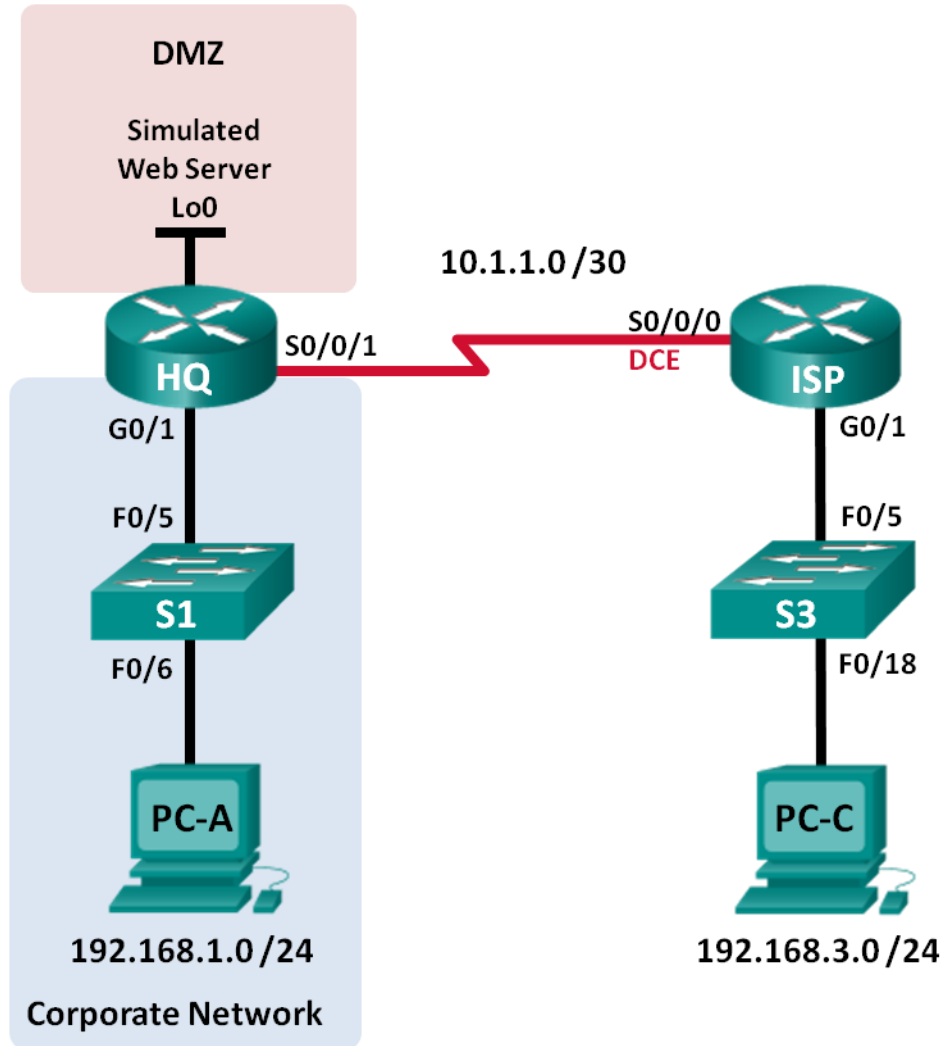 DMZ
Simulated
Web Server
Lo0
10.1.1.0 /30
S0/0/1
S0/0/0
DCE
HQ
ISP
G0/1
G0/1
F0/5
F0/5
S1
S3
F0/6
F0/18
PC-A
PC-C
192.168.1.0 /24
192.168.3.0 /24
Corporate Network